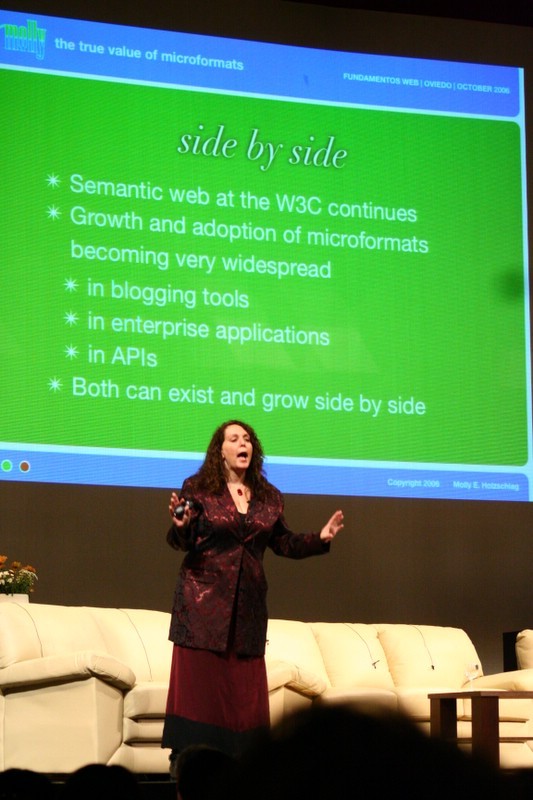 molly
the true value of microformats
FUNDAMENTOS WEB | OVIEDO | OCTOBER 2006
side by side
Semantic web at the W3C continues
Growth and adoption of microformats
becoming very widespread
in blogging tools
in enterprise applications
in APIs
Both can exist and grow side by side
Copyright 2006 Molly E. Holzschlag